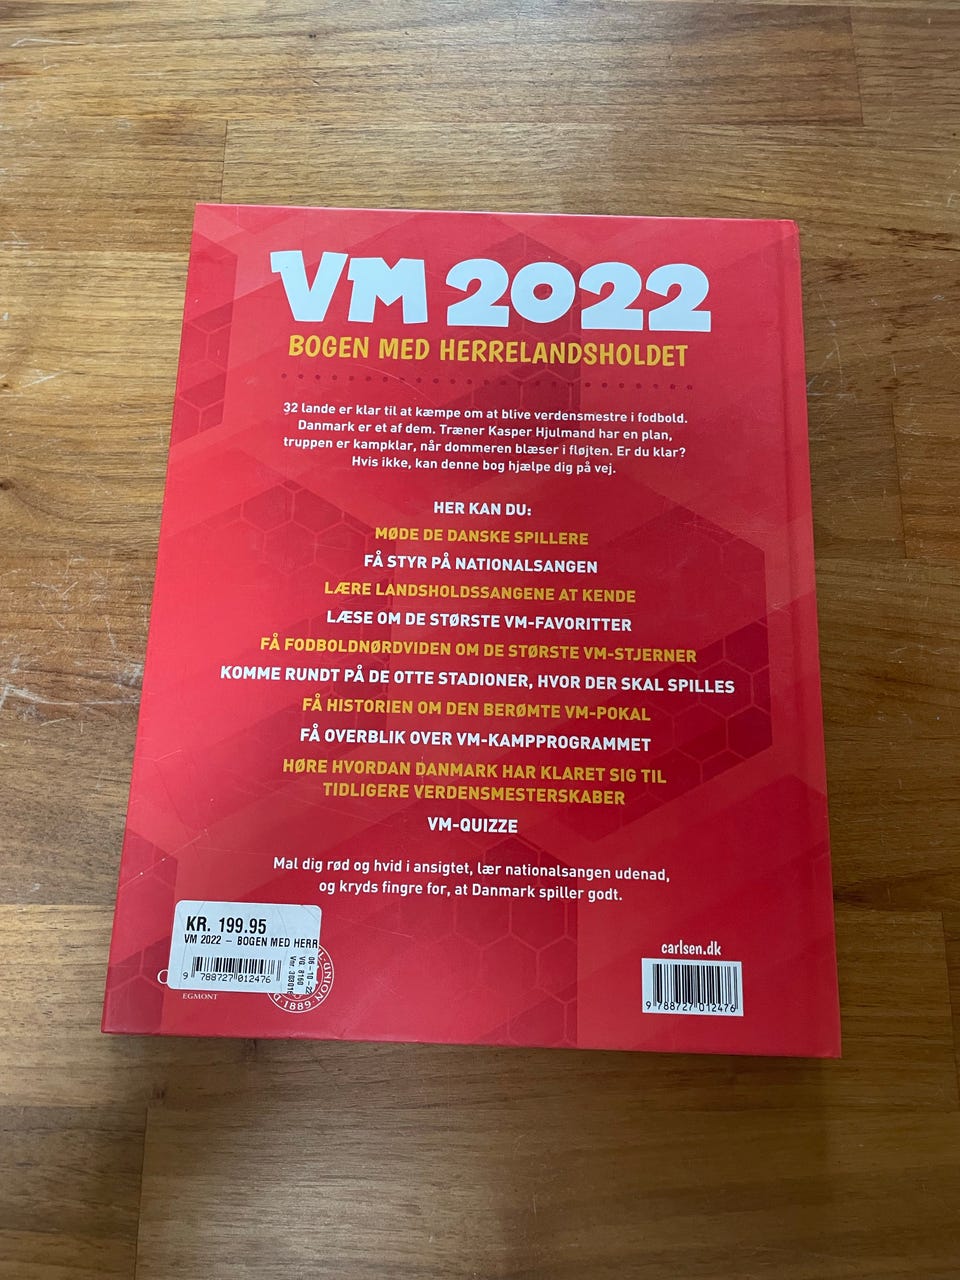 VM 2022
BOGEN MED HERRELANDSHOLDET
32 lande er klar til at kæmpe om at blive verdensmestre i fodbold.
Danmark er et af dem. Træner Kasper Hjulmand har en plan,
truppen er kampklar, når dommeren blæser i fløjten. Er du klar?
Hvis ikke, kan denne bog hjælpe dig på vej.
HER KAN DU:
MØDE DE DANSKE SPILLERE
FÅ STYR PÅ NATIONALSANGEN
LÆRE LANDSHOLDSSANGENE AT KENDE
LÆSE OM DE STØRSTE VM-FAVORITTER
FÅ FODBOLDNØRDVIDEN OM DE STØRSTE VM-STJERNER
KOMME RUNDT PÅ DE OTTE STADIONER, HVOR DER SKAL SPILLES
FÅ HISTORIEN OM DEN BERØMTE VM-POKAL
FÅ OVERBLIK OVER VM-KAMPPROGRAMMET
HØRE HVORDAN DANMARK HAR KLARET SIG TIL
TIDLIGERE VERDENSMESTERSKABER
VM-QUIZZE
Mal dig rød og hvid i ansigtet, lær nationalsangen udenad,
og kryds fingre for, at Danmark spiller godt.
KR. 199.95
VM 2022 – BOGEN MED HERR
9 788727 012476
06-10-22
VG. 8160
EGMONT
UNION
1889
carlsen.dk
9 788727 012476